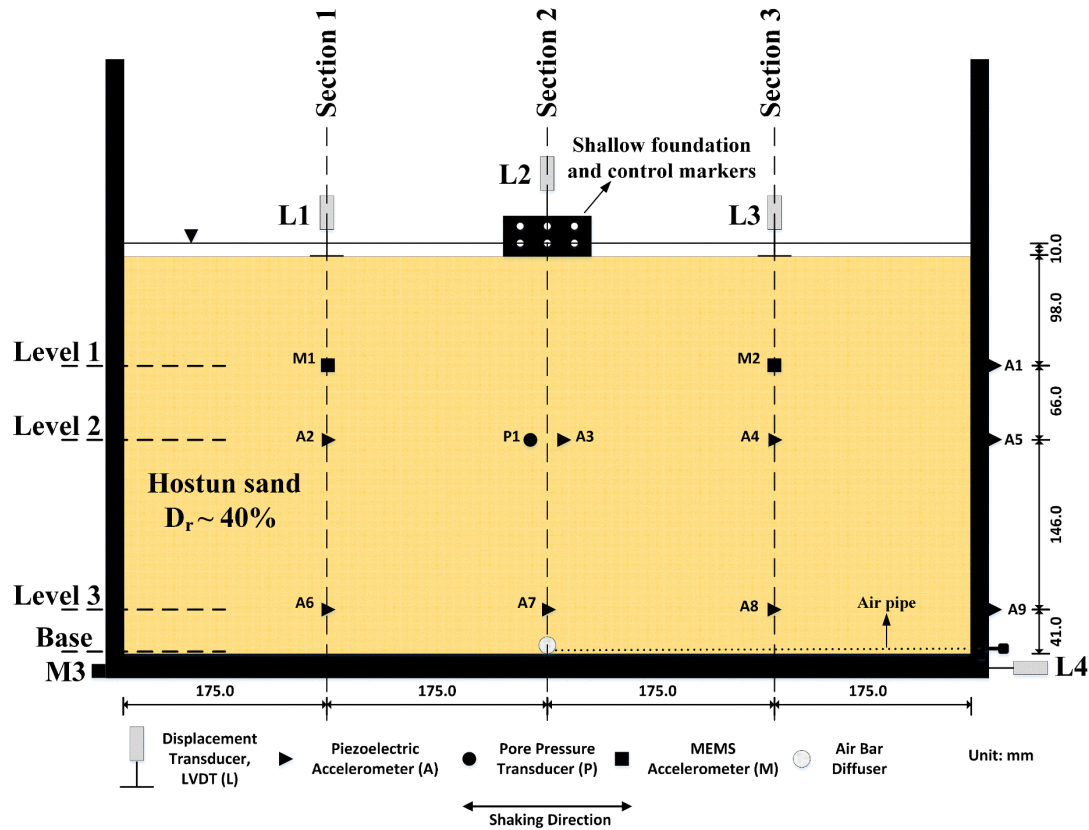 Section 1
Section 2
Section 3
Shallow foundation
and control markers
L2
L1
L3
10.0
98.0
Level 1
M1
M2
A1
66.0
Level 2
A2
P1
A3
A4
A5
Hostun sand
Dr ~ 40%
146.0
Level 3
A6
A7
A8
Air pipe
A9
Base
41.0
M3
L4
175.0
175.0
175.0
175.0
Displacement
Transducer,
LVDT (L)
Piezoelectric
Accelerometer (A)
Pore Pressure
Transducer (P)
MEMS
Accelerometer (M)
Air Bar
Diffuser
Unit: mm
Shaking Direction